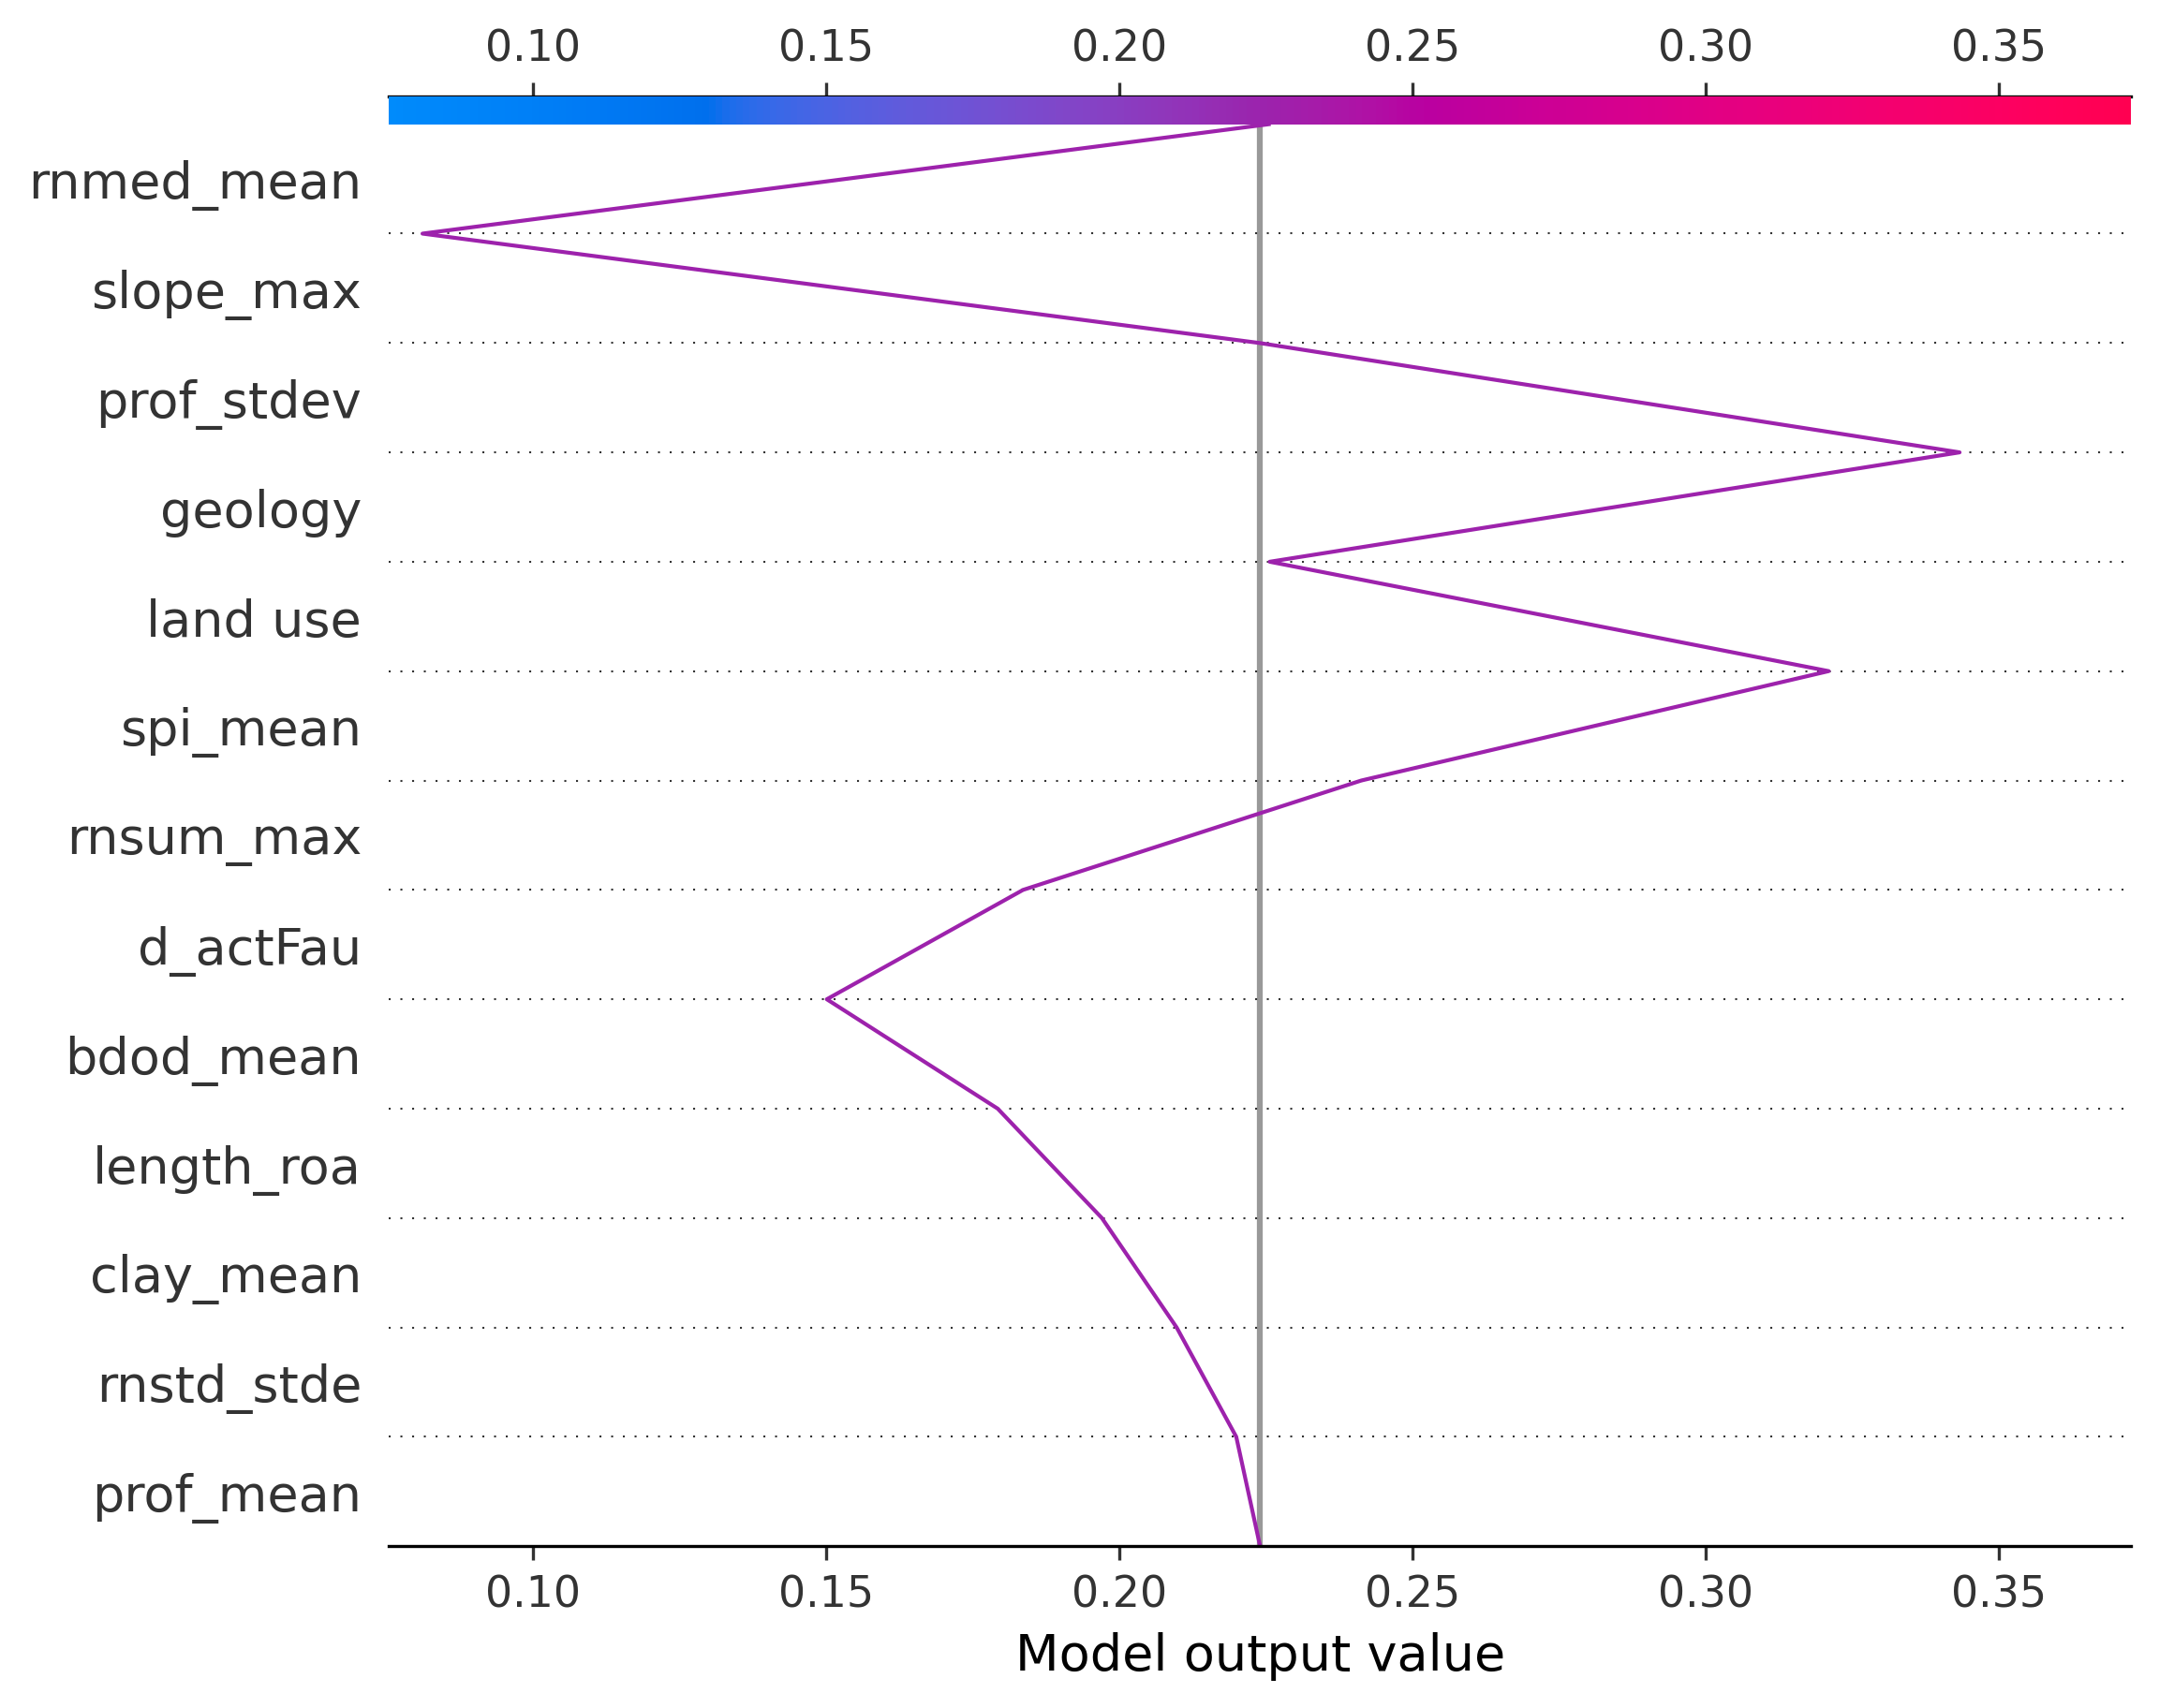 0.10 0.15 0.20 0.25 0.30 0.35
rnmed_mean
slope_max
prof_stdev
geology
land use
spi_mean
rnsum_max
d_actFau
bdod_mean
length_roa
clay_mean
rnstd_stde
prof_mean
0.10 0.15 0.20 0.25 0.30 0.35
Model output value